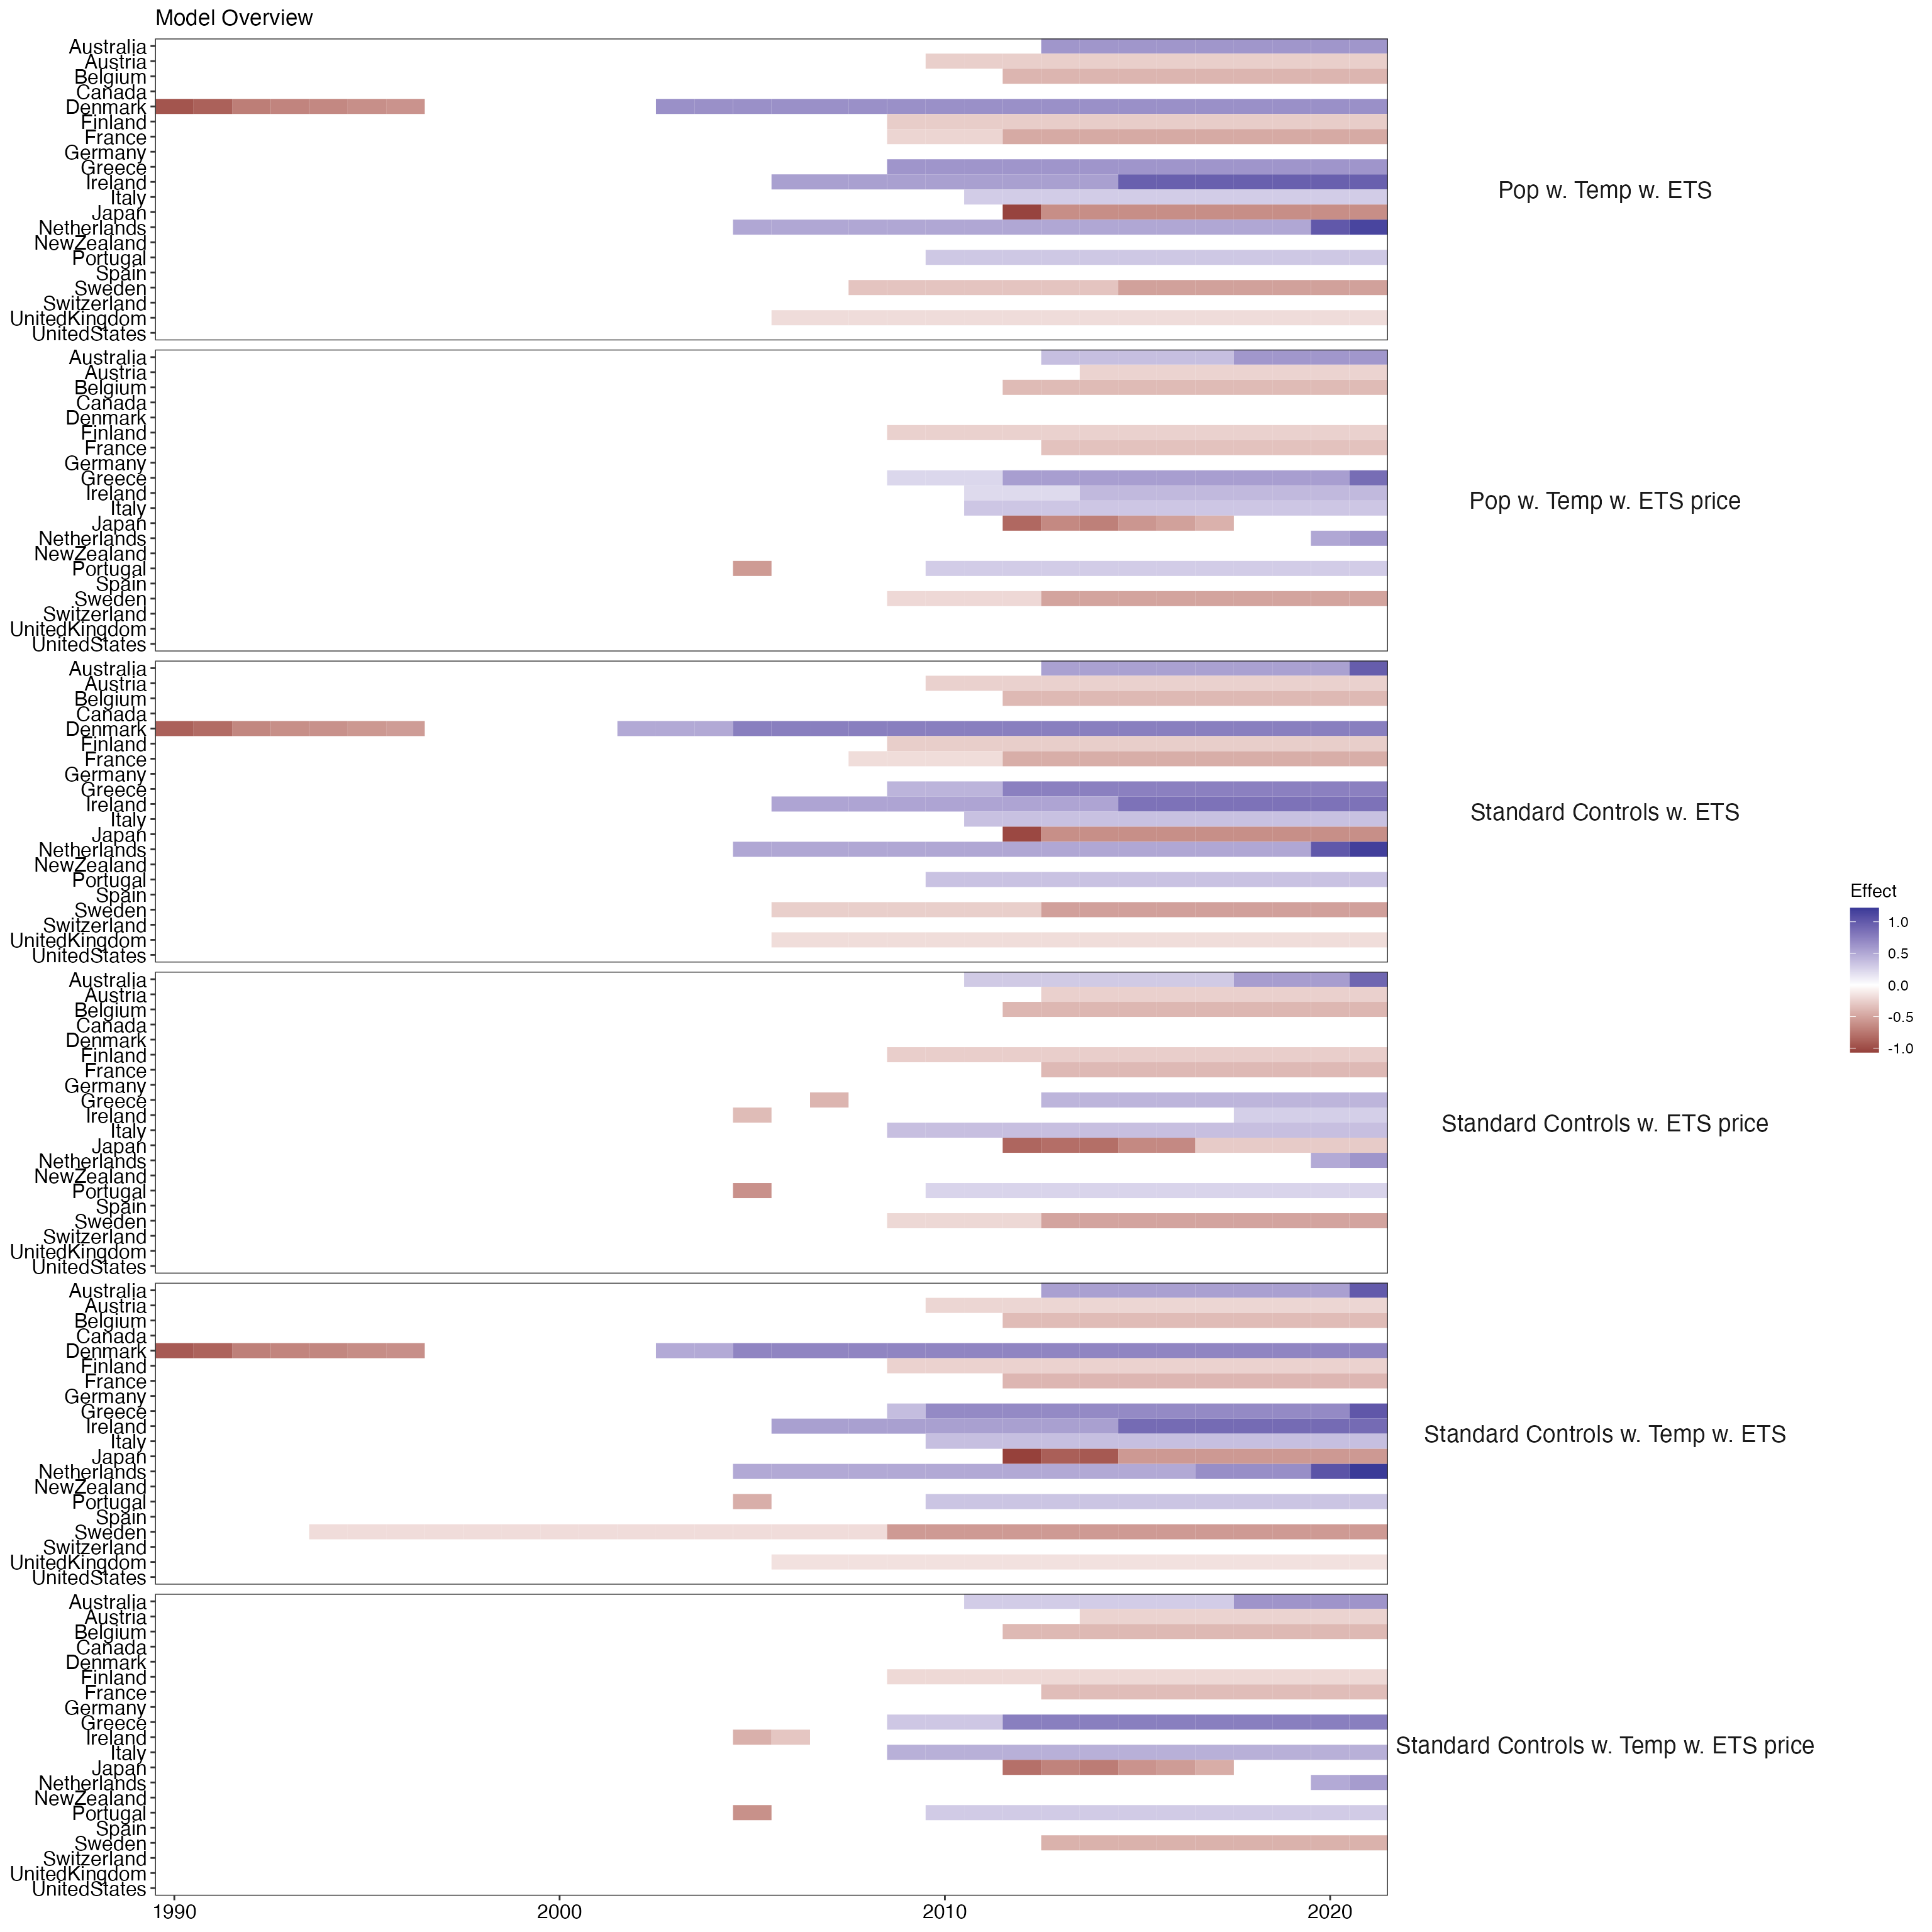 Model Overview
Australia
Austria
Belgium
Canada
Denmark
Finland
France
Germany
Greece
Ireland
Italy
Japan
Netherlands
NewZealand
Portugal
Spain
Sweden
Switzerland
UnitedKingdom
UnitedStates
Pop w. Temp w. ETS
Australia
Austria
Belgium
Canada
Denmark
Finland
France
Germany
Greece
Ireland
Italy
Japan
Netherlands
NewZealand
Portugal
Spain
Sweden
Switzerland
UnitedKingdom
UnitedStates
Pop w. Temp w. ETS price
Australia
Austria
Belgium
Canada
Denmark
Finland
France
Germany
Greece
Ireland
Italy
Japan
Netherlands
NewZealand
Portugal
Spain
Sweden
Switzerland
UnitedKingdom
UnitedStates
Standard Controls w. ETS
Australia
Austria
Belgium
Canada
Denmark
Finland
France
Germany
Greece
Ireland
Italy
Japan
Netherlands
NewZealand
Portugal
Spain
Sweden
Switzerland
UnitedKingdom
UnitedStates
Standard Controls w. ETS price
Australia
Austria
Belgium
Canada
Denmark
Finland
France
Germany
Greece
Ireland
Italy
Japan
Netherlands
NewZealand
Portugal
Spain
Sweden
Switzerland
UnitedKingdom
UnitedStates
Standard Controls w. Temp w. ETS
Australia
Austria
Belgium
Canada
Denmark
Finland
France
Germany
Greece
Ireland
Italy
Japan
Netherlands
NewZealand
Portugal
Spain
Sweden
Switzerland
UnitedKingdom
UnitedStates
Standard Controls w. Temp w. ETS price
1990
2000
2010
2020
Effect
1.0
0.5
0.0
-0.5
-1.0